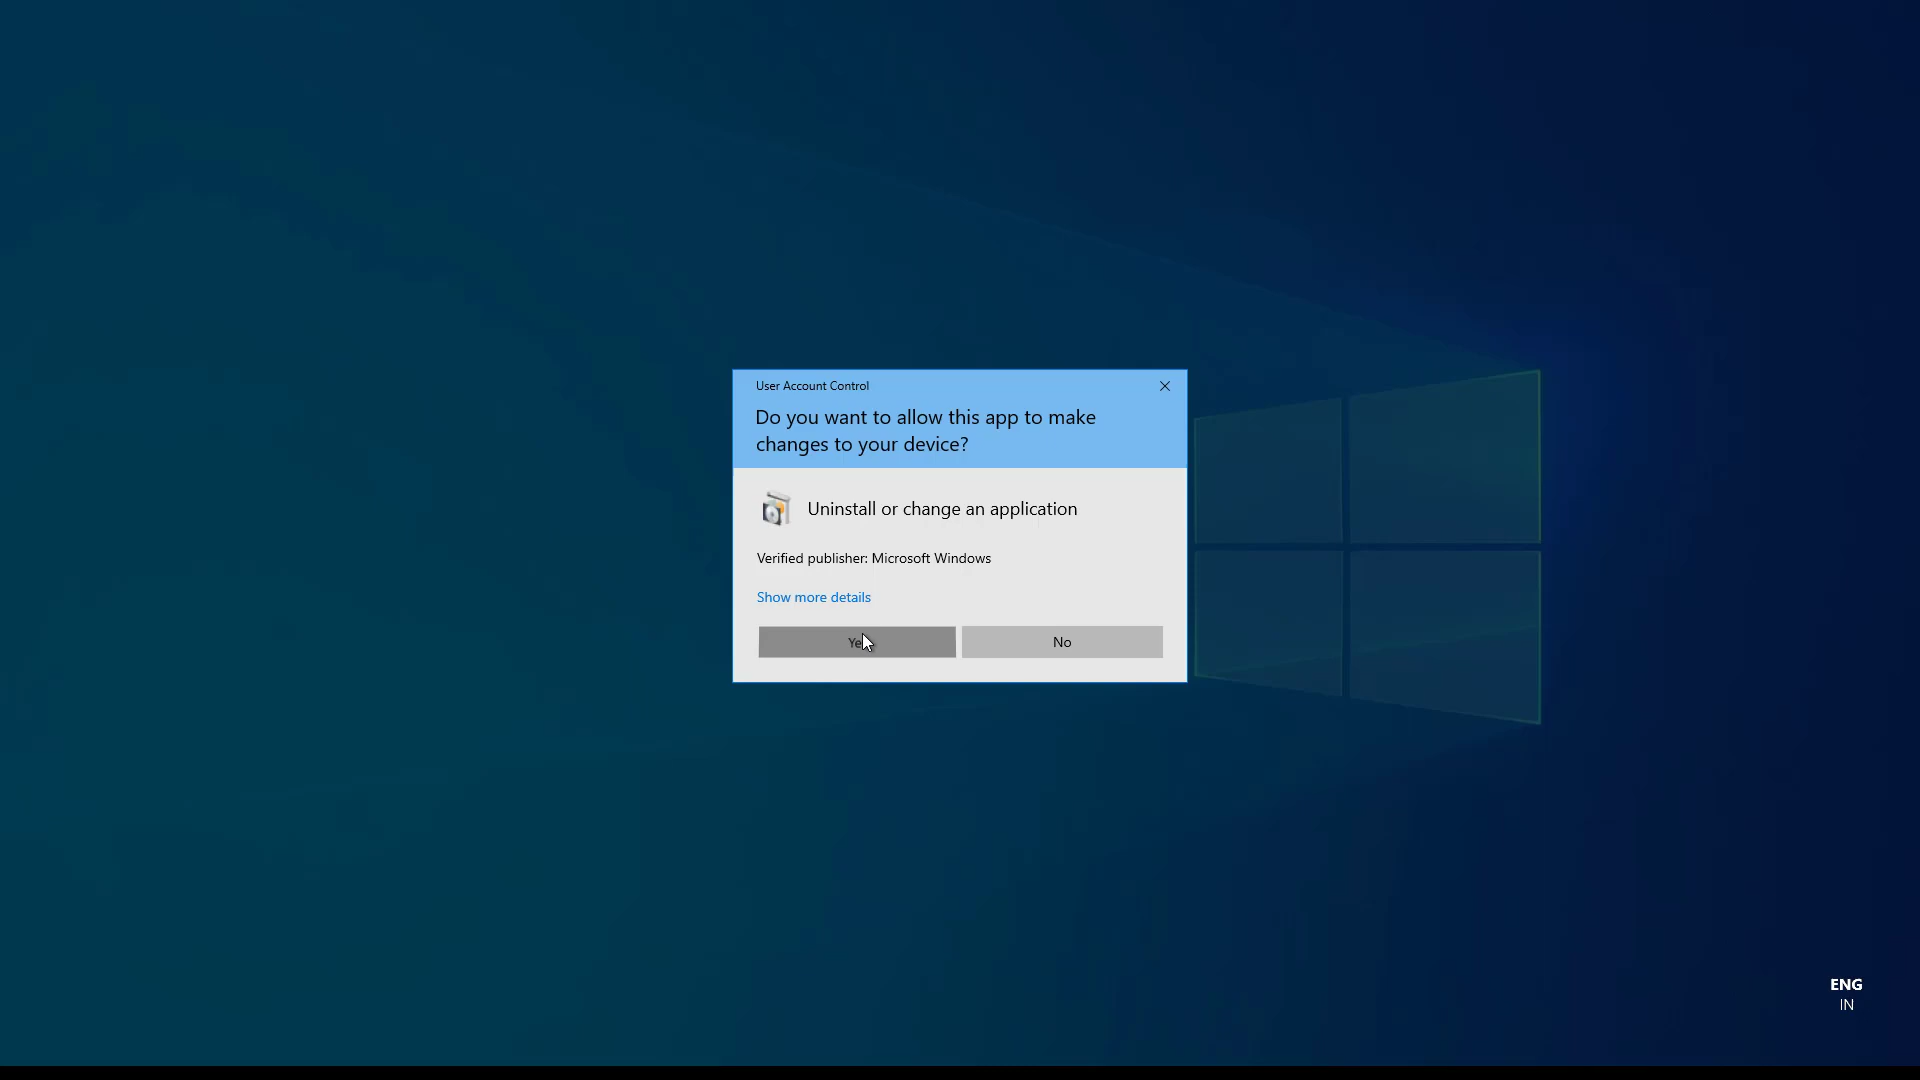 User Account Control
Do you want to allow this app to make
changes to your device?
Uninstall or change an application
Verified publisher: Microsoft Windows
Show more details
No
ENG
IN